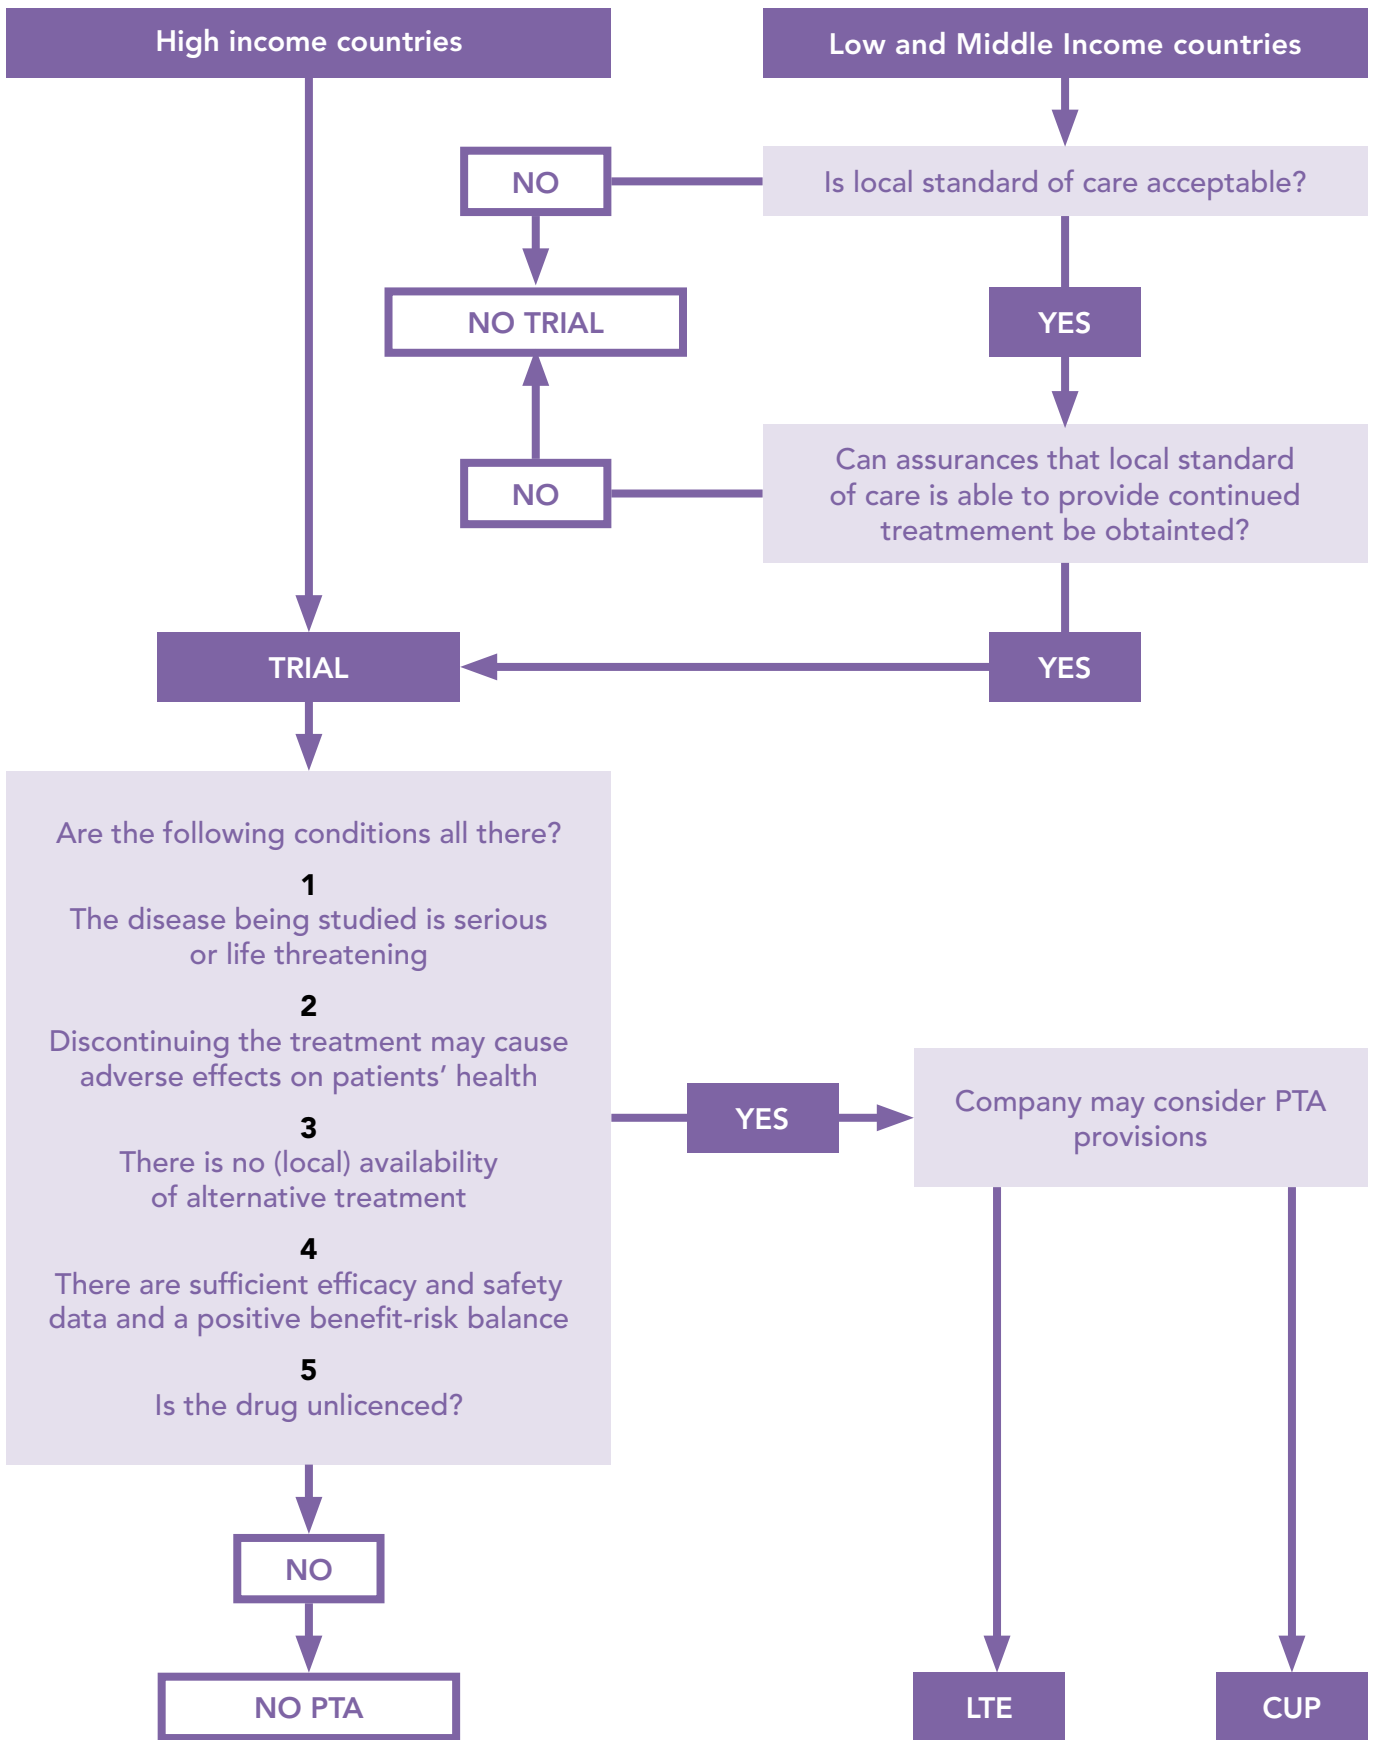 High income countries
Low and Middle Income countries
NO
Is local standard of care acceptable?
NO TRIAL
YES
Can assurances that local standard
of care is able to provide continued
treatmement be obtainted?
NO
TRIAL
YES
Are the following conditions all there?
1
The disease being studied is serious
or life threatening
2
Discontinuing the treatment may cause
adverse effects on patients’ health
3
There is no (local) availability
of alternative treatment
4
There are sufficient efficacy and safety
data and a positive benefit-risk balance
5
Is the drug unlicenced?
YES
Company may consider PTA
provisions
NO
NO PTA
LTE
CUP